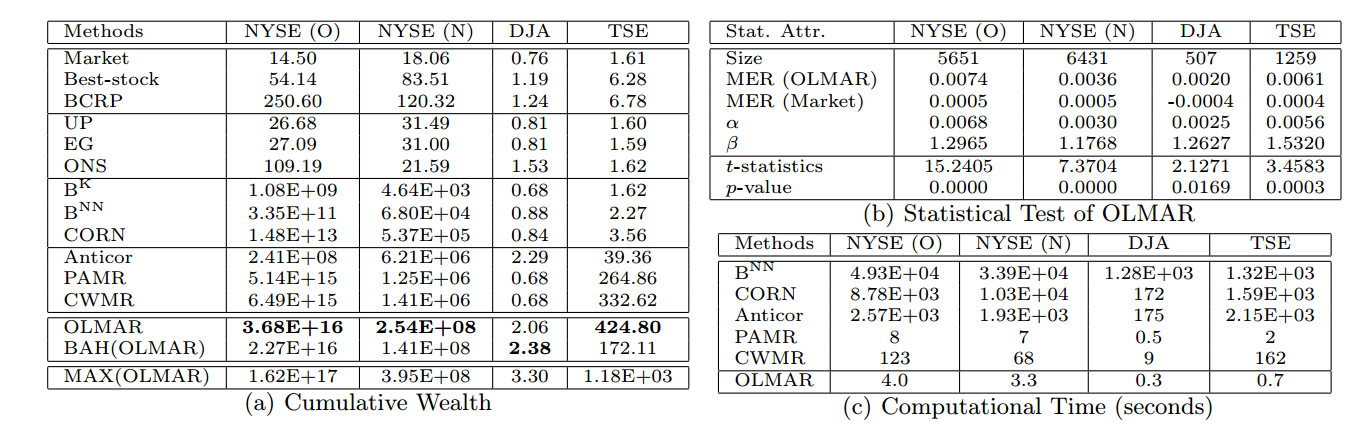 Methods NYSE (O) NYSE (N) DJA TSE
Market 14.50 18.06 0.76 1.61
Best-stock 54.14 83.51 1.19 6.28
BCRP 250.60 120.32 1.24 6.78
UP 26.68 31.49 0.81 1.60
EG 27.09 31.00 0.81 1.59
ONS 109.19 21.59 1.53 1.62
B^K 1.08E+09 4.64E+03 0.68 1.62
B^NN 3.35E+11 6.80E+04 0.88 2.27
CORN 1.48E+13 5.37E+05 0.84 3.56
Anticor 2.41E+08 6.21E+06 2.29 39.36
PAMR 5.14E+15 1.25E+06 0.68 264.86
CWMR 6.49E+15 1.41E+06 0.68 332.62
OLMAR 3.68E+16 2.54E+08 2.06 424.80
BAH(OLMAR) 2.27E+16 1.41E+08 2.38 172.11
MAX(OLMAR) 1.62E+17 3.95E+08 3.30 1.18E+03
(a) Cumulative Wealth
Stat. Attr. NYSE (O) NYSE (N) DJA TSE
Size 5651 6431 507 1259
MER (OLMAR) 0.0074 0.0036 0.0020 0.0061
MER (Market) 0.0005 0.0005 -0.0004 0.0004
α 0.0068 0.0030 0.0025 0.0056
β 1.2965 1.1768 1.2627 1.5320
t-statistics 15.2405 7.3704 2.1271 3.4583
p-value 0.0000 0.0000 0.0169 0.0003
(b) Statistical Test of OLMAR
Methods NYSE (O) NYSE (N) DJA TSE
B^NN 4.93E+04 3.39E+04 1.28E+03 1.32E+03
CORN 8.78E+03 1.03E+04 172 1.59E+03
Anticor 2.57E+03 1.93E+03 175 2.15E+03
PAMR 8 7 0.5 2
CWMR 123 68 9 162
OLMAR 4.0 3.3 0.3 0.7
(c) Computational Time (seconds)